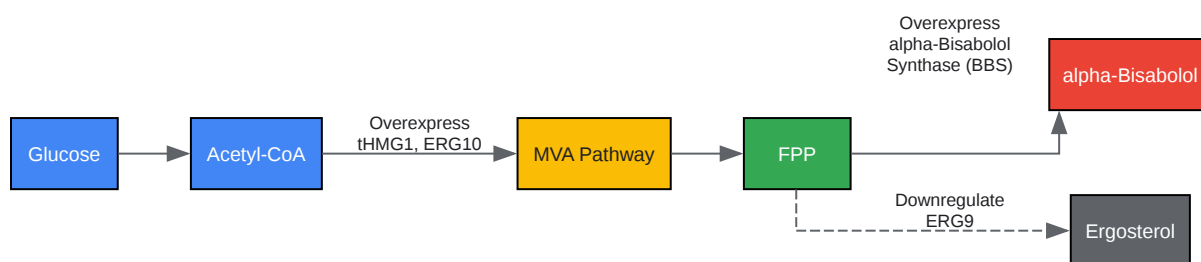 Overexpress
alpha-Bisabolol
Synthase (BBS)
alpha-Bisabolol
Glucose
Acetyl-CoA
Overexpress
tHMG1, ERG10
MVA Pathway
FPP
Downregulate
ERG9
Ergosterol